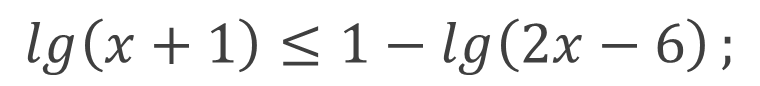 lg(x + 1) ≤ 1 − lg(2x − 6) ;